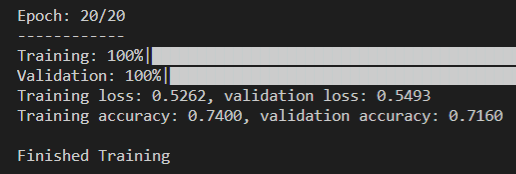 Epoch: 20/20
------------
Training: 100%|
Validation: 100%|
Training loss: 0.5262, validation loss: 0.5493
Training accuracy: 0.7400, validation accuracy: 0.7160
Finished Training